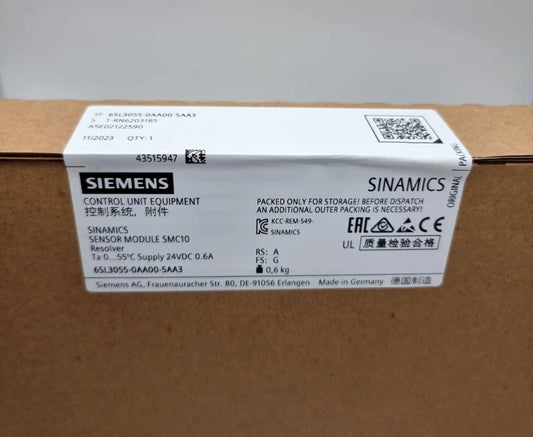 1P 6SL3055-0AA00-5AA3
S T-RN6203185
A5E02122590
11/2023 QTY:1
43515947
SIEMENS
SINAMICS
ORIGINAL PACKING
CONTROL UNIT EQUIPMENT
控制系统，附件
PACKED ONLY FOR STORAGE! BEFORE DISPATCH
AN ADDITIONAL OUTER PACKING IS NECESSARY!
KCC-REM-S49-
SINAMICS
EAC CE
UL 质量检验合格
SINAMICS
SENSOR MODULE SMC10
Resolver
Ta 0...55°C Supply 24VDC 0.6A
6SL3055-0AA00-5AA3
RS: A
FS: G
0,6 kg
Siemens AG, Frauenauracher Str. 80, DE-91056 Erlangen Made in Germany 德国制造